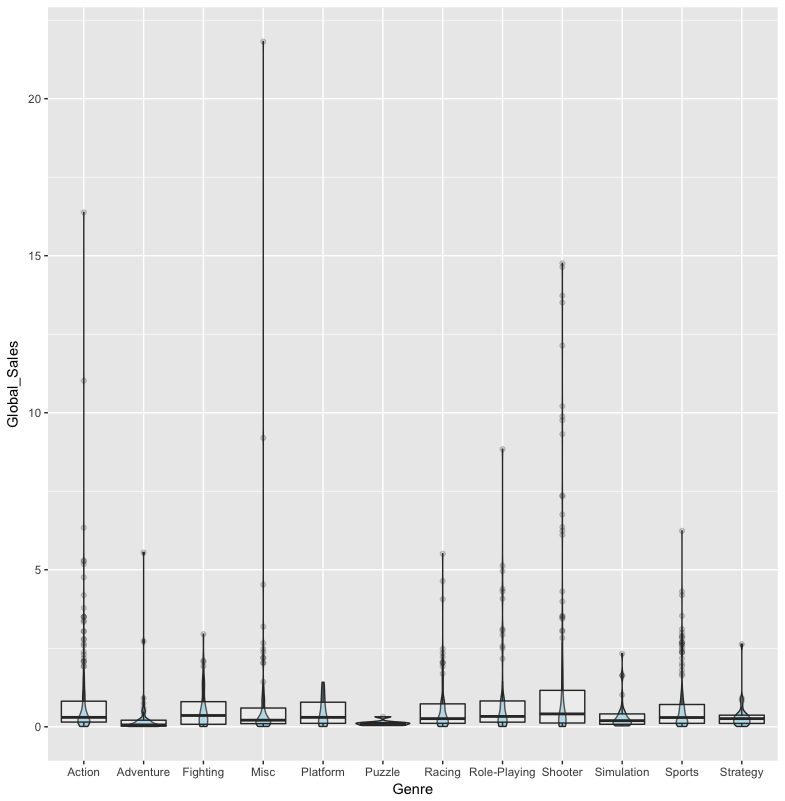 Global_Sales
20
15
10
5
0
Action Adventure Fighting Misc Platform Puzzle Racing Role-Playing Shooter Simulation Sports Strategy
Genre